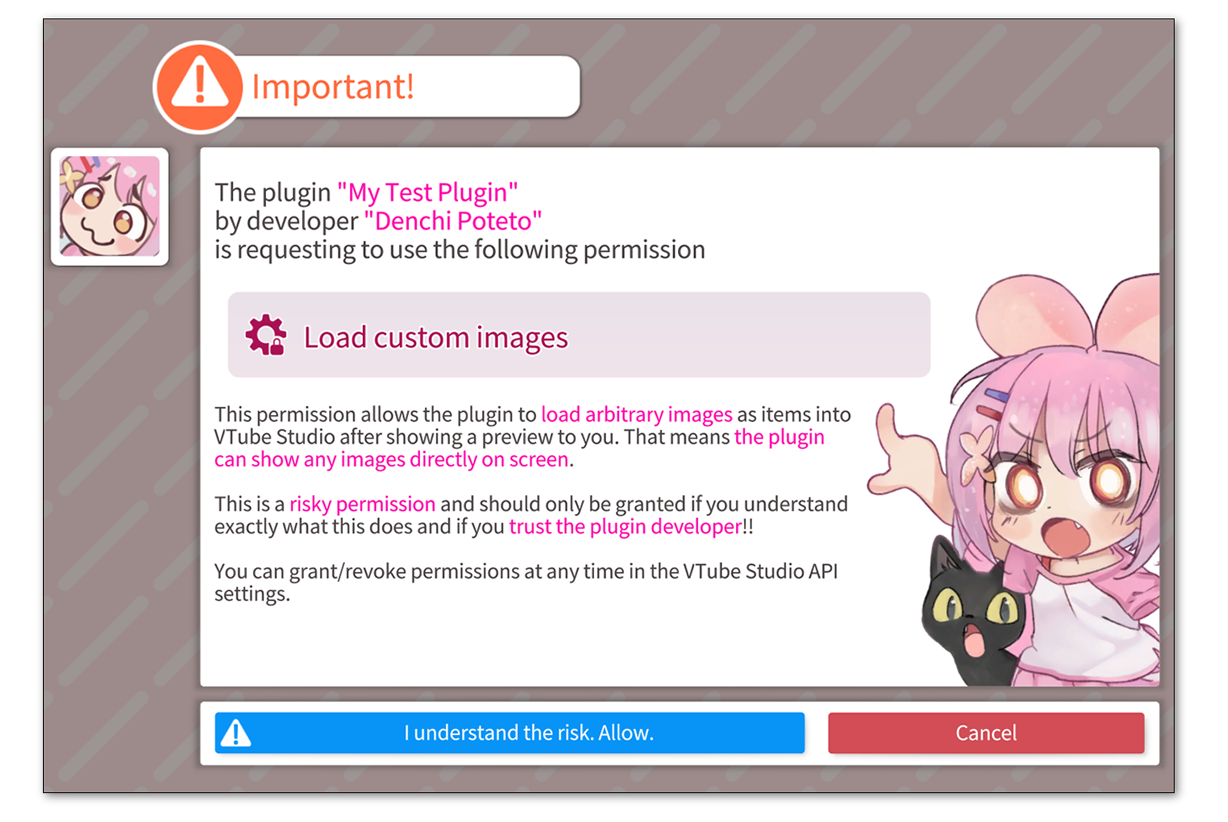 Important!
The plugin "My Test Plugin"
by developer "Denchi Poteto"
is requesting to use the following permission
Load custom images
This permission allows the plugin to load arbitrary images as items into
VTube Studio after showing a preview to you. That means the plugin
can show any images directly on screen.
This is a risky permission and should only be granted if you understand
exactly what this does and if you trust the plugin developer!!
You can grant/revoke permissions at any time in the VTube Studio API
settings.
I understand the risk. Allow.
Cancel